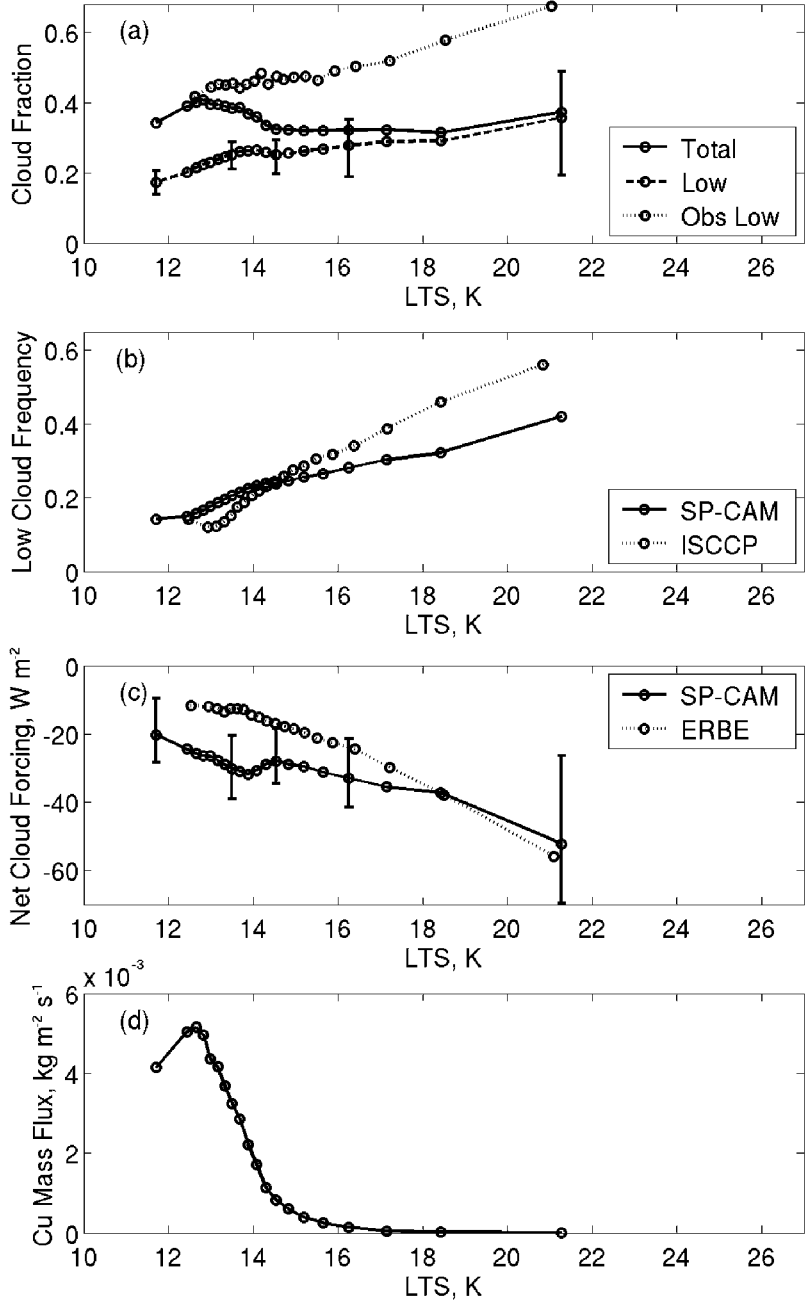 (a)
0.6
0.4
0.2
0
Cloud Fraction
Total
Low
Obs Low
10 12 14 16 18 20 22 24 26
LTS, K
(b)
0.6
0.4
0.2
0
Low Cloud Frequency
SP-CAM
ISCCP
10 12 14 16 18 20 22 24 26
LTS, K
(c)
0
-20
-40
-60
Net Cloud Forcing, W m⁻²
SP-CAM
ERBE
10 12 14 16 18 20 22 24 26
LTS, K
x 10⁻³
(d)
6
4
2
0
Cu Mass Flux, kg m⁻² s⁻¹
10 12 14 16 18 20 22 24 26
LTS, K